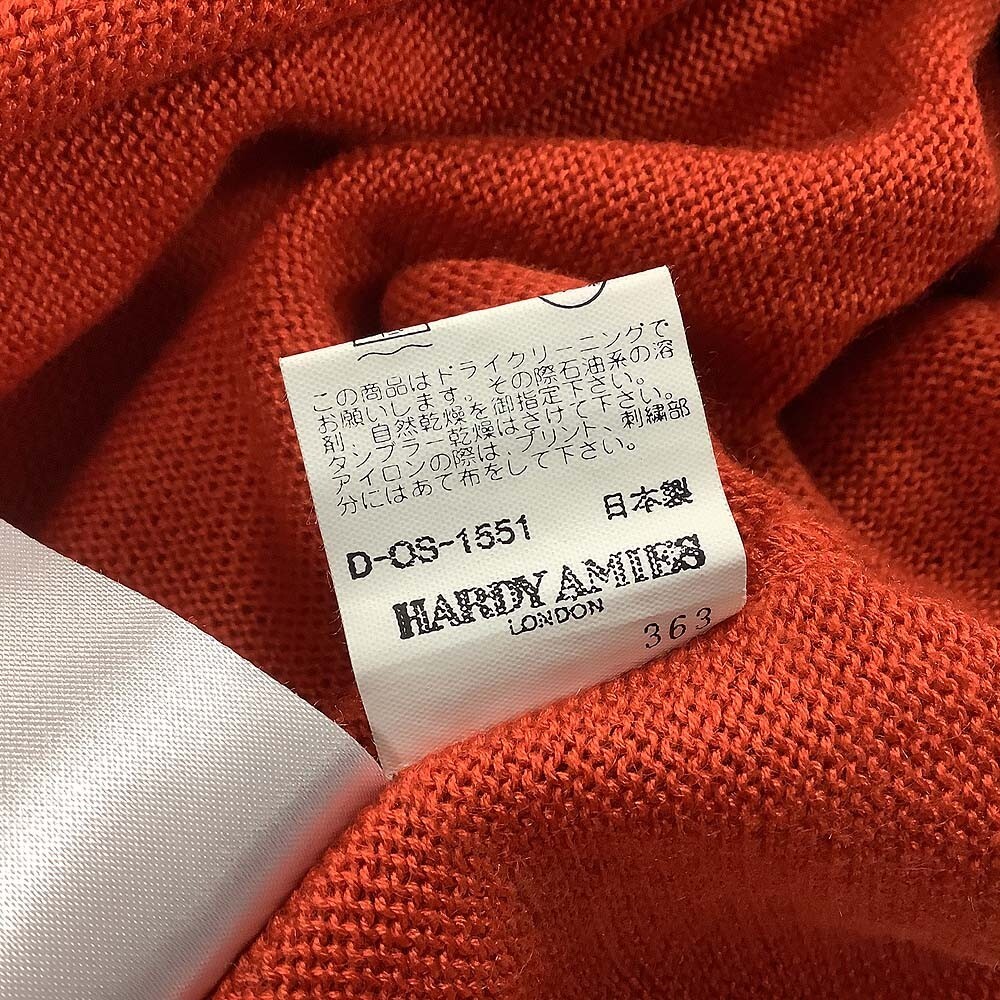 この商品はドライクリーニングで
お願いします。その際石油系の溶
剤、自然乾燥を御指定下さい。
タンブラー乾燥はさけて下さい。
アイロンの際は、プリント、刺繍部
分にはあて布をして下さい。
日本製
D-OS-1551
HARDY AMIES
LONDON
363